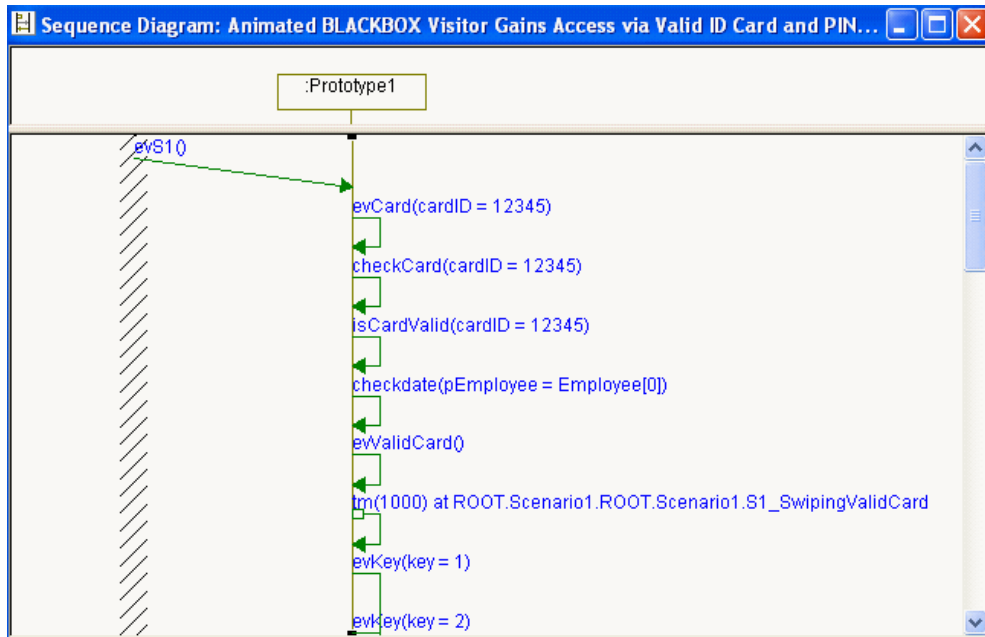 Sequence Diagram: Animated BLACKBOX Visitor Gains Access via Valid ID Card and PIN...
:Prototype1
evS1()
evCard(cardID = 12345)
checkCard(cardID = 12345)
isCardValid(cardID = 12345)
checkdate(pEmployee = Employee[0])
evValidCard()
tm(1000) at ROOT.Scenario1.ROOT.Scenario1.S1_SwipingValidCard
evKey(key = 1)
evKey(key = 2)